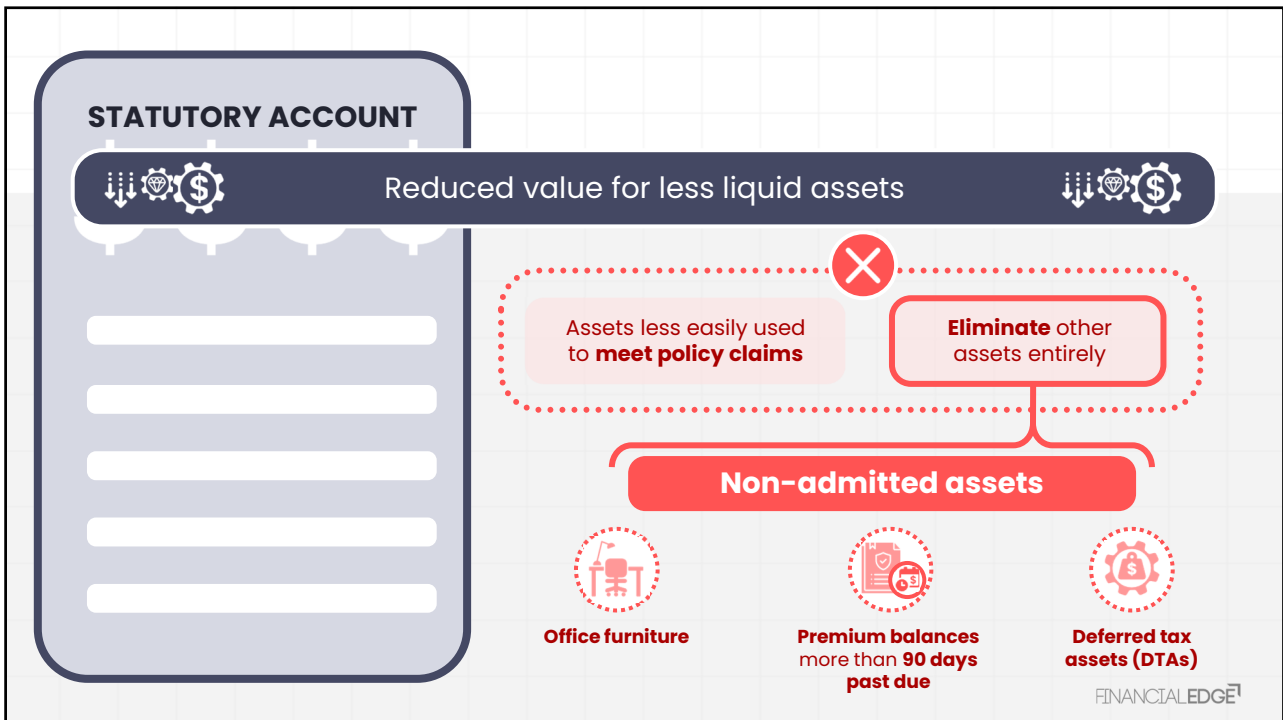 STATUTORY ACCOUNT
Reduced value for less liquid assets
Assets less easily used
to meet policy claims
Eliminate other
assets entirely
Non-admitted assets
Office furniture
Premium balances
more than 90 days
past due
Deferred tax
assets (DTAs)
FINANCIALEDGE